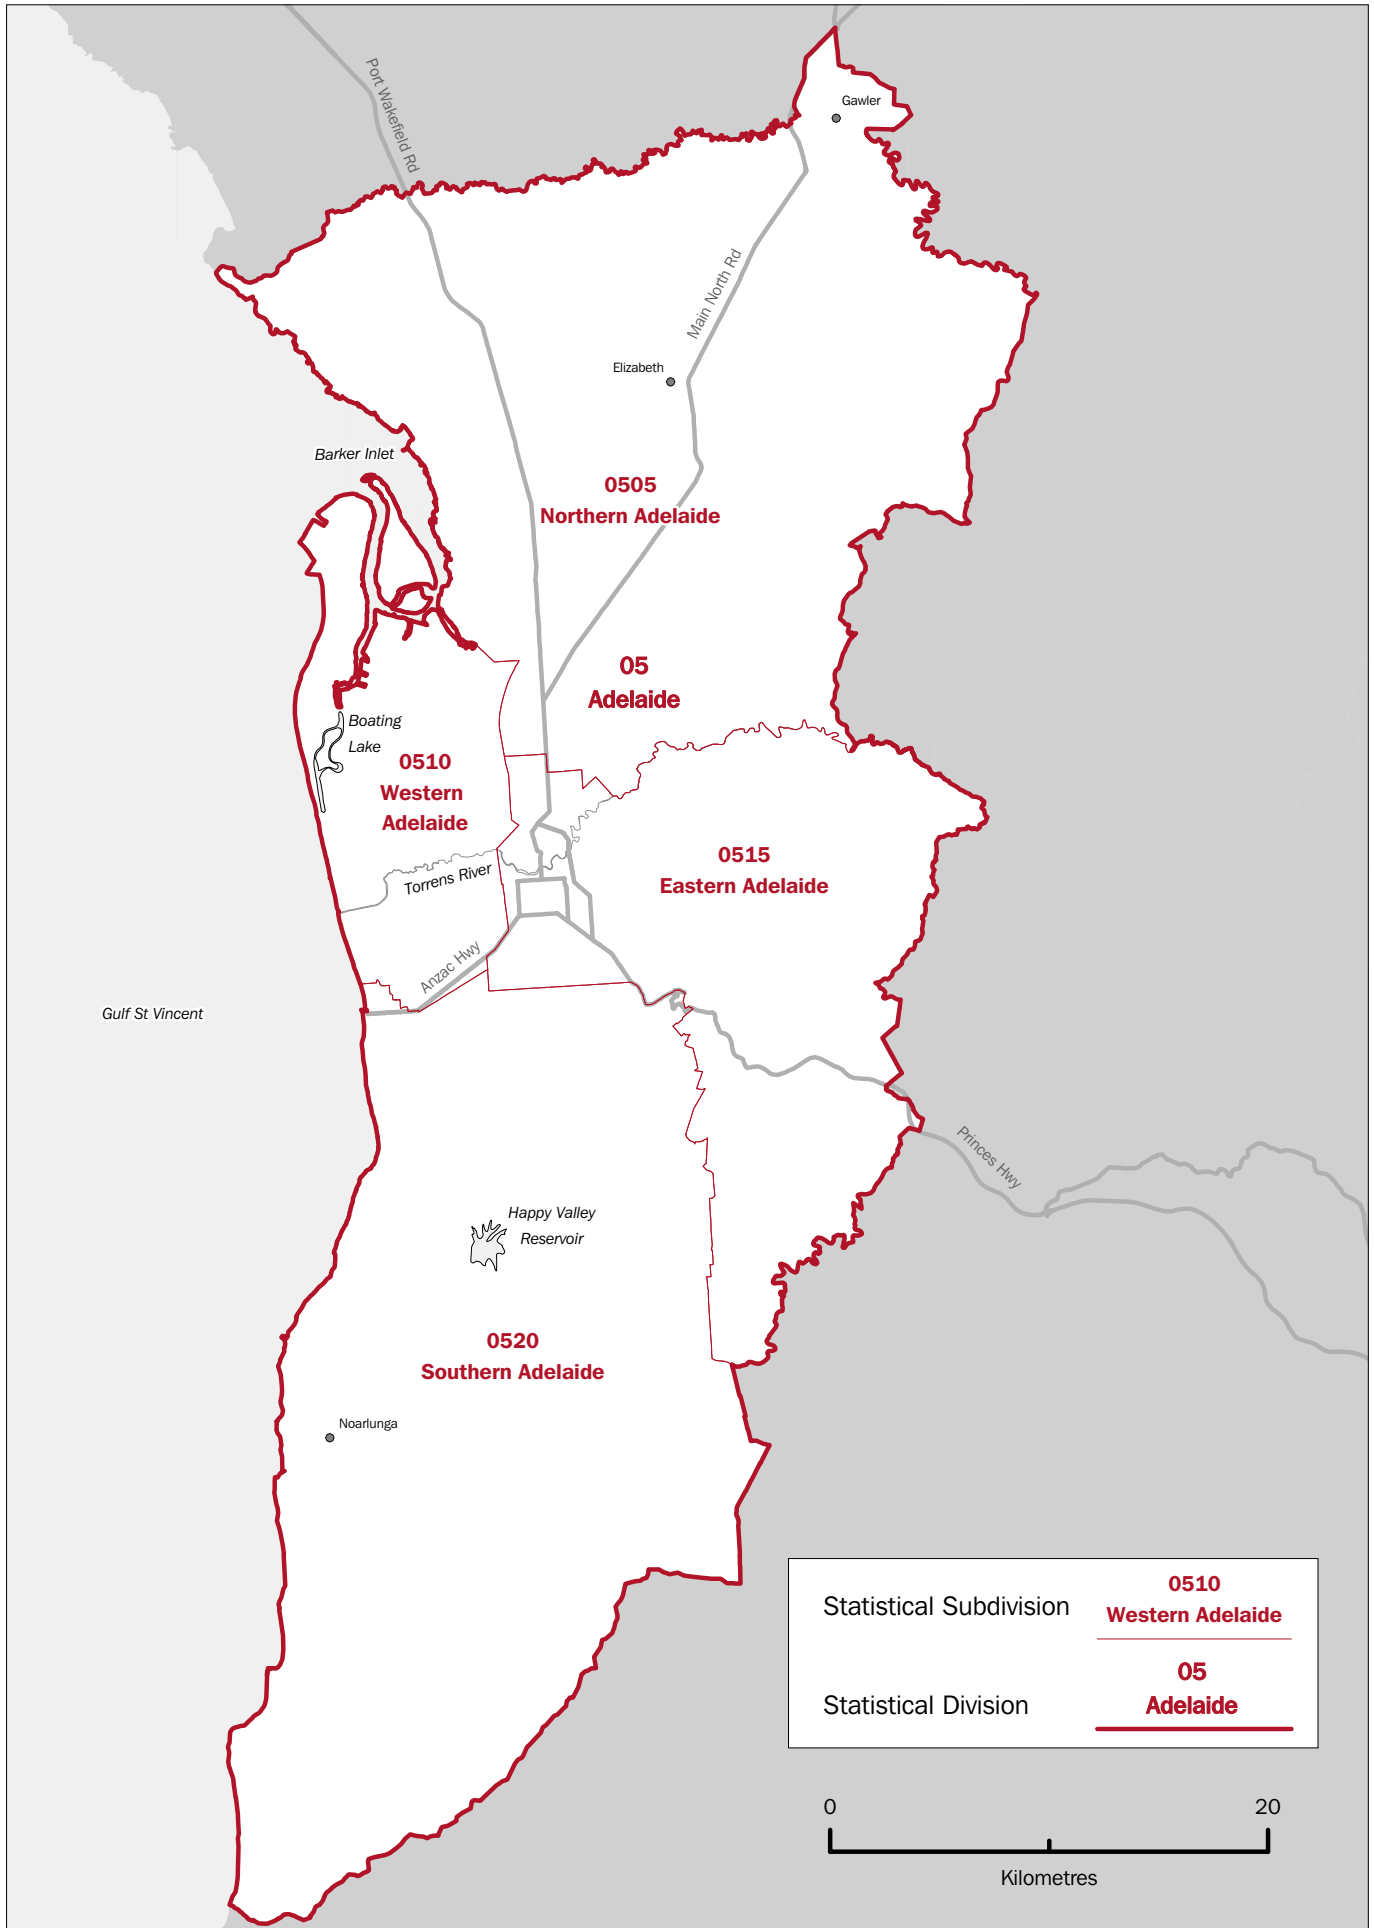 Port Wakefield Rd
Gawler
Main North Rd
Elizabeth
Barker Inlet
0505
Northern Adelaide
05
Adelaide
Boating
Lake
0510
Western
Adelaide
0515
Eastern Adelaide
Torrens River
Anzac Hwy
Gulf St Vincent
Princes Hwy
Happy Valley
Reservoir
0520
Southern Adelaide
Noarlunga
Statistical Subdivision
0510
Western Adelaide
Statistical Division
05
Adelaide
0 20
Kilometres